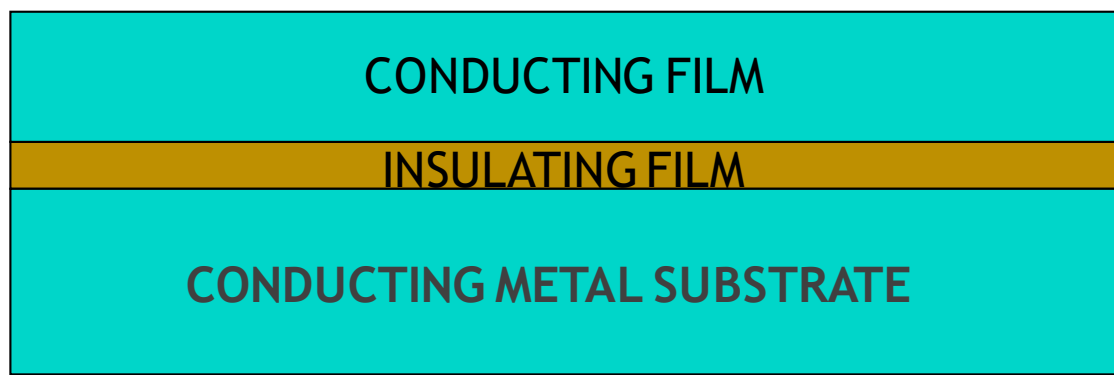 CONDUCTING FILM
INSULATING FILM
CONDUCTING METAL SUBSTRATE